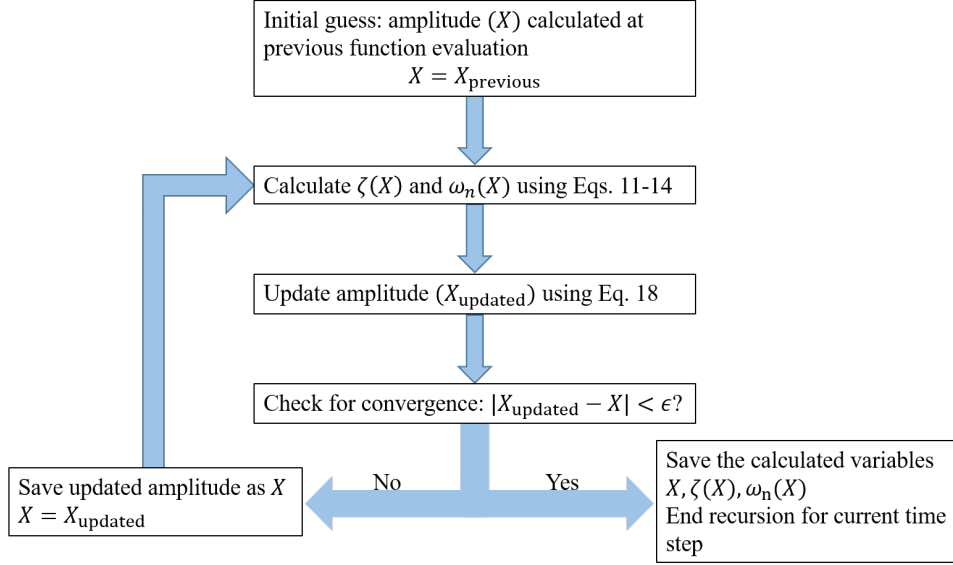 Initial guess: amplitude (X) calculated at
previous function evaluation
X = X_previous
Calculate ζ(X) and ω_n(X) using Eqs. 11-14
Update amplitude (X_updated) using Eq. 18
Check for convergence: |X_updated − X| < ϵ?
No
Yes
Save updated amplitude as X
X = X_updated
Save the calculated variables
X, ζ(X), ω_n(X)
End recursion for current time
step